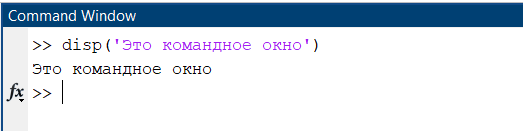 Command Window
>> disp('Это командное окно')
Это командное окно
fx >>